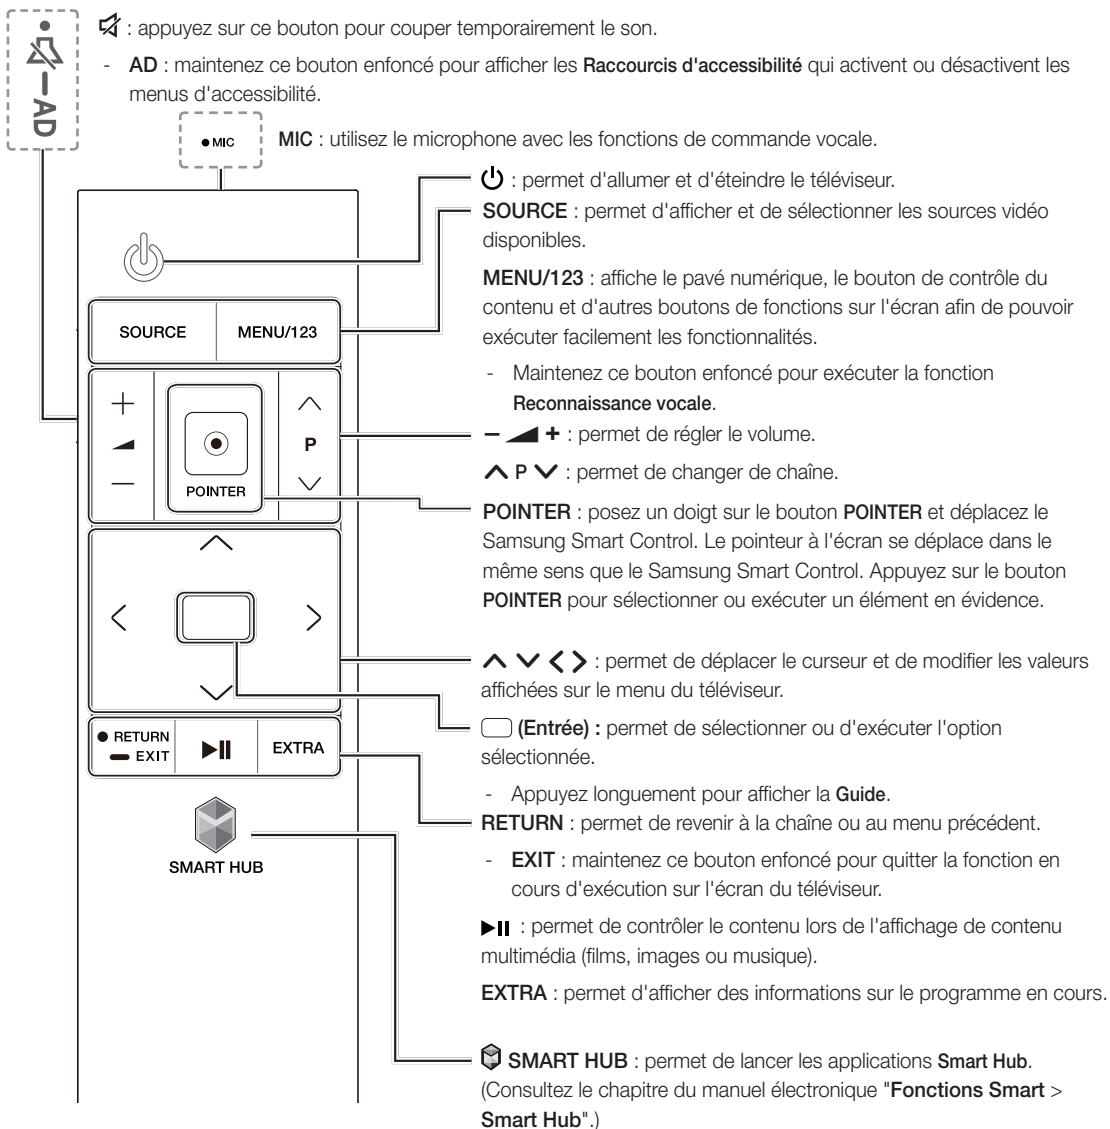 : appuyez sur ce bouton pour couper temporairement le son.
- AD : maintenez ce bouton enfoncé pour afficher les Raccourcis d'accessibilité qui activent ou désactivent les
menus d'accessibilité.
AD
MIC
MIC : utilisez le microphone avec les fonctions de commande vocale.
: permet d'allumer et d'éteindre le téléviseur.
SOURCE : permet d'afficher et de sélectionner les sources vidéo
disponibles.
MENU/123 : affiche le pavé numérique, le bouton de contrôle du
contenu et d'autres boutons de fonctions sur l'écran afin de pouvoir
exécuter facilement les fonctionnalités.
- Maintenez ce bouton enfoncé pour exécuter la fonction
Reconnaissance vocale.
SOURCE
MENU/123
P
POINTER
− + : permet de régler le volume.
P : permet de changer de chaîne.
POINTER : posez un doigt sur le bouton POINTER et déplacez le
Samsung Smart Control. Le pointeur à l'écran se déplace dans le
même sens que le Samsung Smart Control. Appuyez sur le bouton
POINTER pour sélectionner ou exécuter un élément en évidence.
: permet de déplacer le curseur et de modifier les valeurs
affichées sur le menu du téléviseur.
(Entrée) : permet de sélectionner ou d'exécuter l'option
sélectionnée.
- Appuyez longuement pour afficher la Guide.
RETURN
EXIT
EXTRA
RETURN : permet de revenir à la chaîne ou au menu précédent.
- EXIT : maintenez ce bouton enfoncé pour quitter la fonction en
cours d'exécution sur l'écran du téléviseur.
: permet de contrôler le contenu lors de l'affichage de contenu
multimédia (films, images ou musique).
EXTRA : permet d'afficher des informations sur le programme en cours.
SMART HUB
SMART HUB : permet de lancer les applications Smart Hub.
(Consultez le chapitre du manuel électronique "Fonctions Smart >
Smart Hub".)